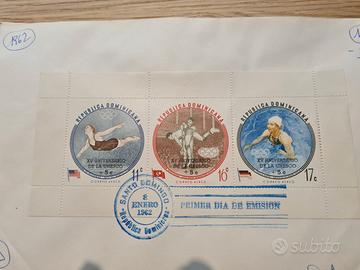 1962
REPUBLICA DOMINICANA
XV ANIVERSARIO
DE LA UNESCO
+5c
11c
CORREO AEREO
REPUBLICA DOMINICANA
XV ANIVERSARIO
DE LA UNESCO
+5c
16c
CORREO AEREO
REPUBLICA DOMINICANA
XV ANIVERSARIO
DE LA UNESCO
+5c
17c
CORREO AEREO
SANTO DOMINGO
8
ENERO
1962
República Dominicana
PRIMER DIA DE EMISION
subito